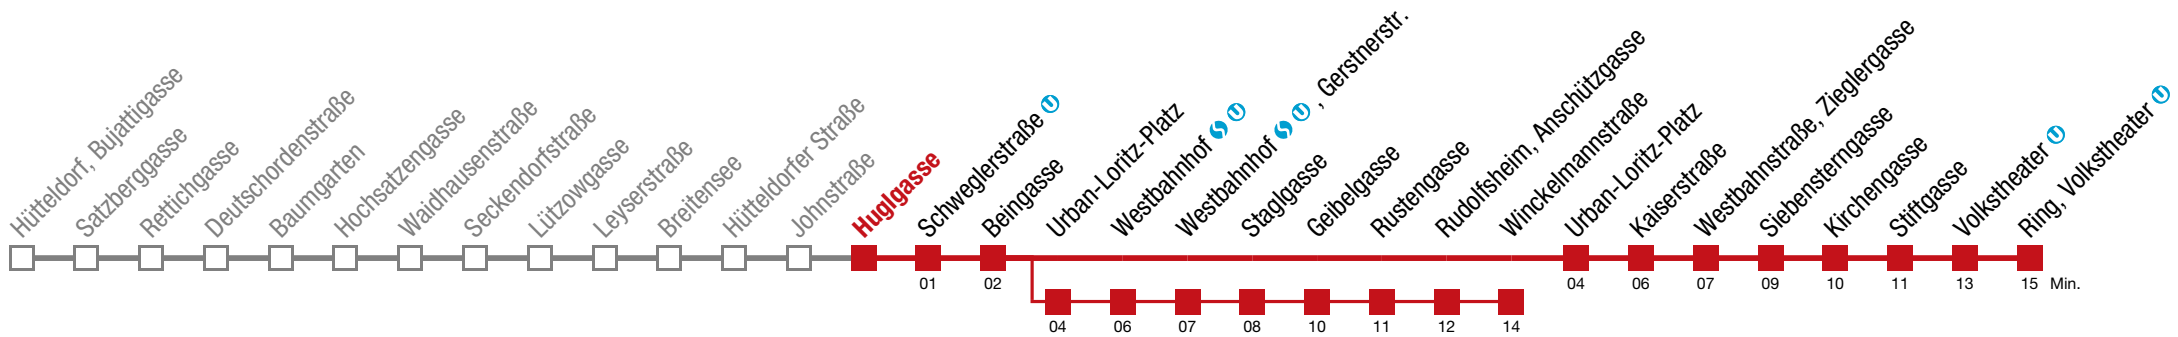 Hütteldorf, Bujattigasse
Satzberggasse
Rettichgasse
Deutschordenstraße
Baumgarten
Hochsatzengasse
Waidhausenstraße
Seckendorfstraße
Lützowgasse
Leyserstraße
Breitensee
Hütteldorfer Straße
Johnstraße
Huglgasse
Schweglerstraße U
Beingasse
Urban-Loritz-Platz
Westbahnhof S U
Westbahnhof S U , Gerstnerstr.
Staglgasse
Geibelgasse
Rustengasse
Rudolfsheim, Anschützgasse
Winckelmannstraße
Urban-Loritz-Platz
Kaiserstraße
Westbahnstraße, Zieglergasse
Siebensterngasse
Kirchengasse
Stiftgasse
Volkstheater U
Ring, Volkstheater U
01 02 04 06 07 09 10 11 13 15 Min.
04 06 07 08 10 11 12 14